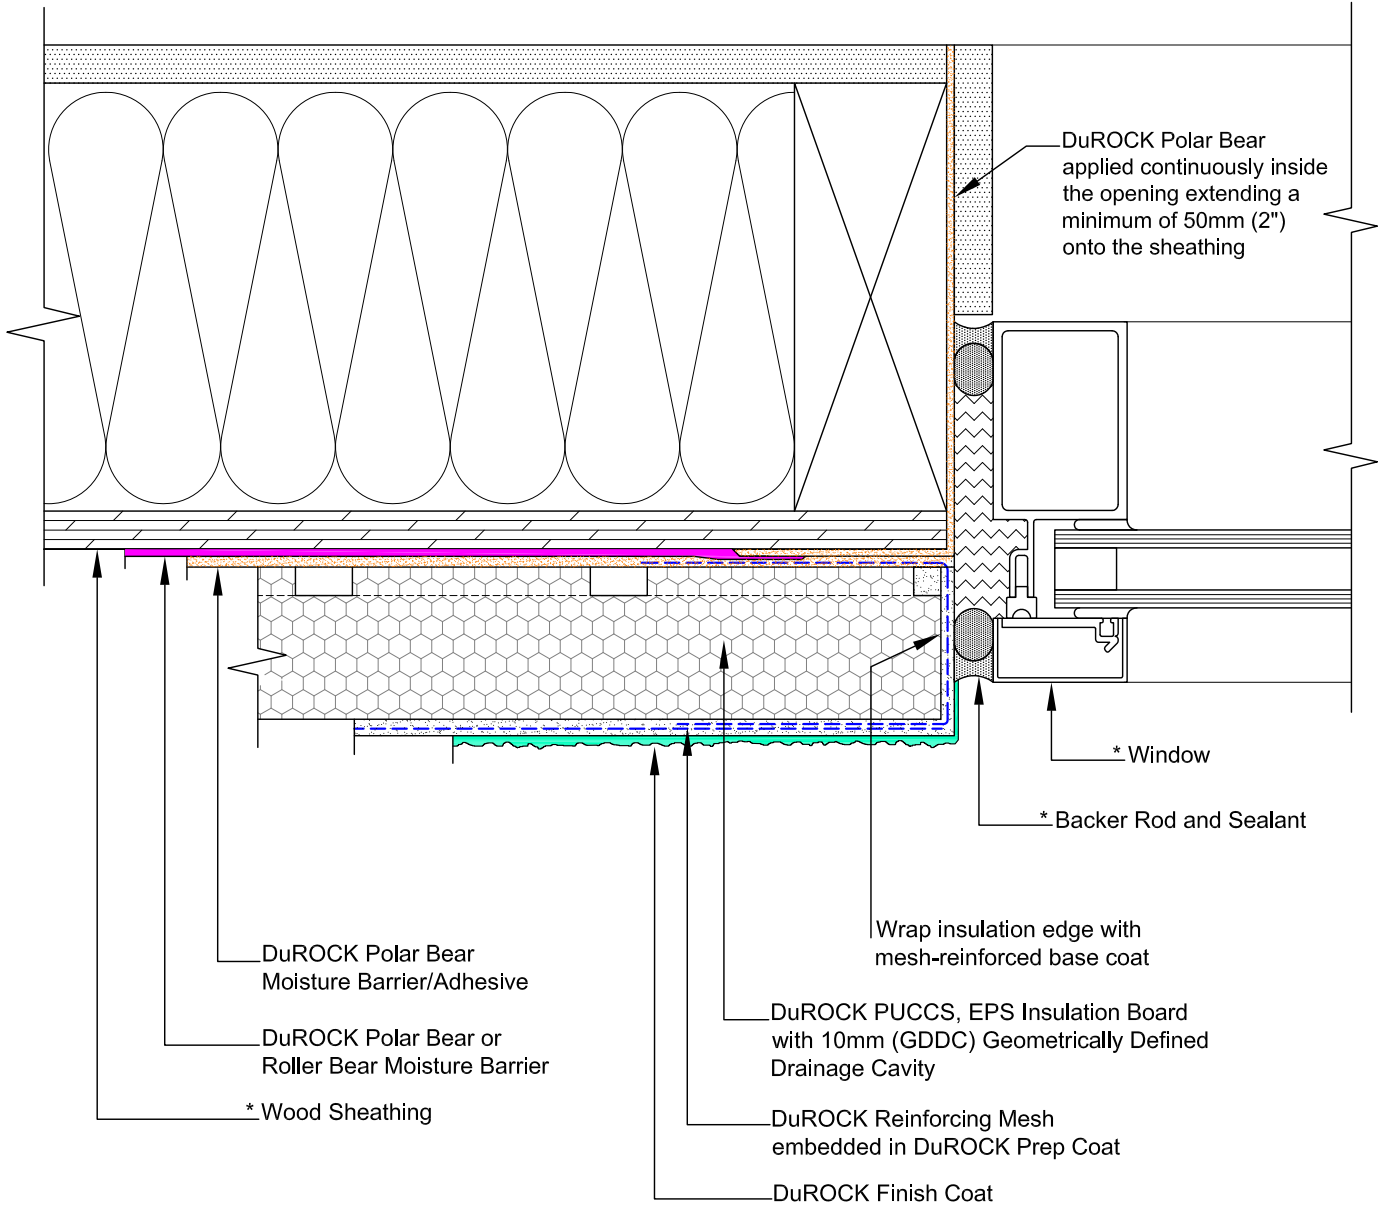 DuROCK Polar Bear
applied continuously inside
the opening extending a
minimum of 50mm (2")
onto the sheathing
* Window
* Backer Rod and Sealant
Wrap insulation edge with
mesh-reinforced base coat
DuROCK Polar Bear
Moisture Barrier/Adhesive
DuROCK PUCCS, EPS Insulation Board
with 10mm (GDDC) Geometrically Defined
Drainage Cavity
DuROCK Polar Bear or
Roller Bear Moisture Barrier
* Wood Sheathing
DuROCK Reinforcing Mesh
embedded in DuROCK Prep Coat
DuROCK Finish Coat